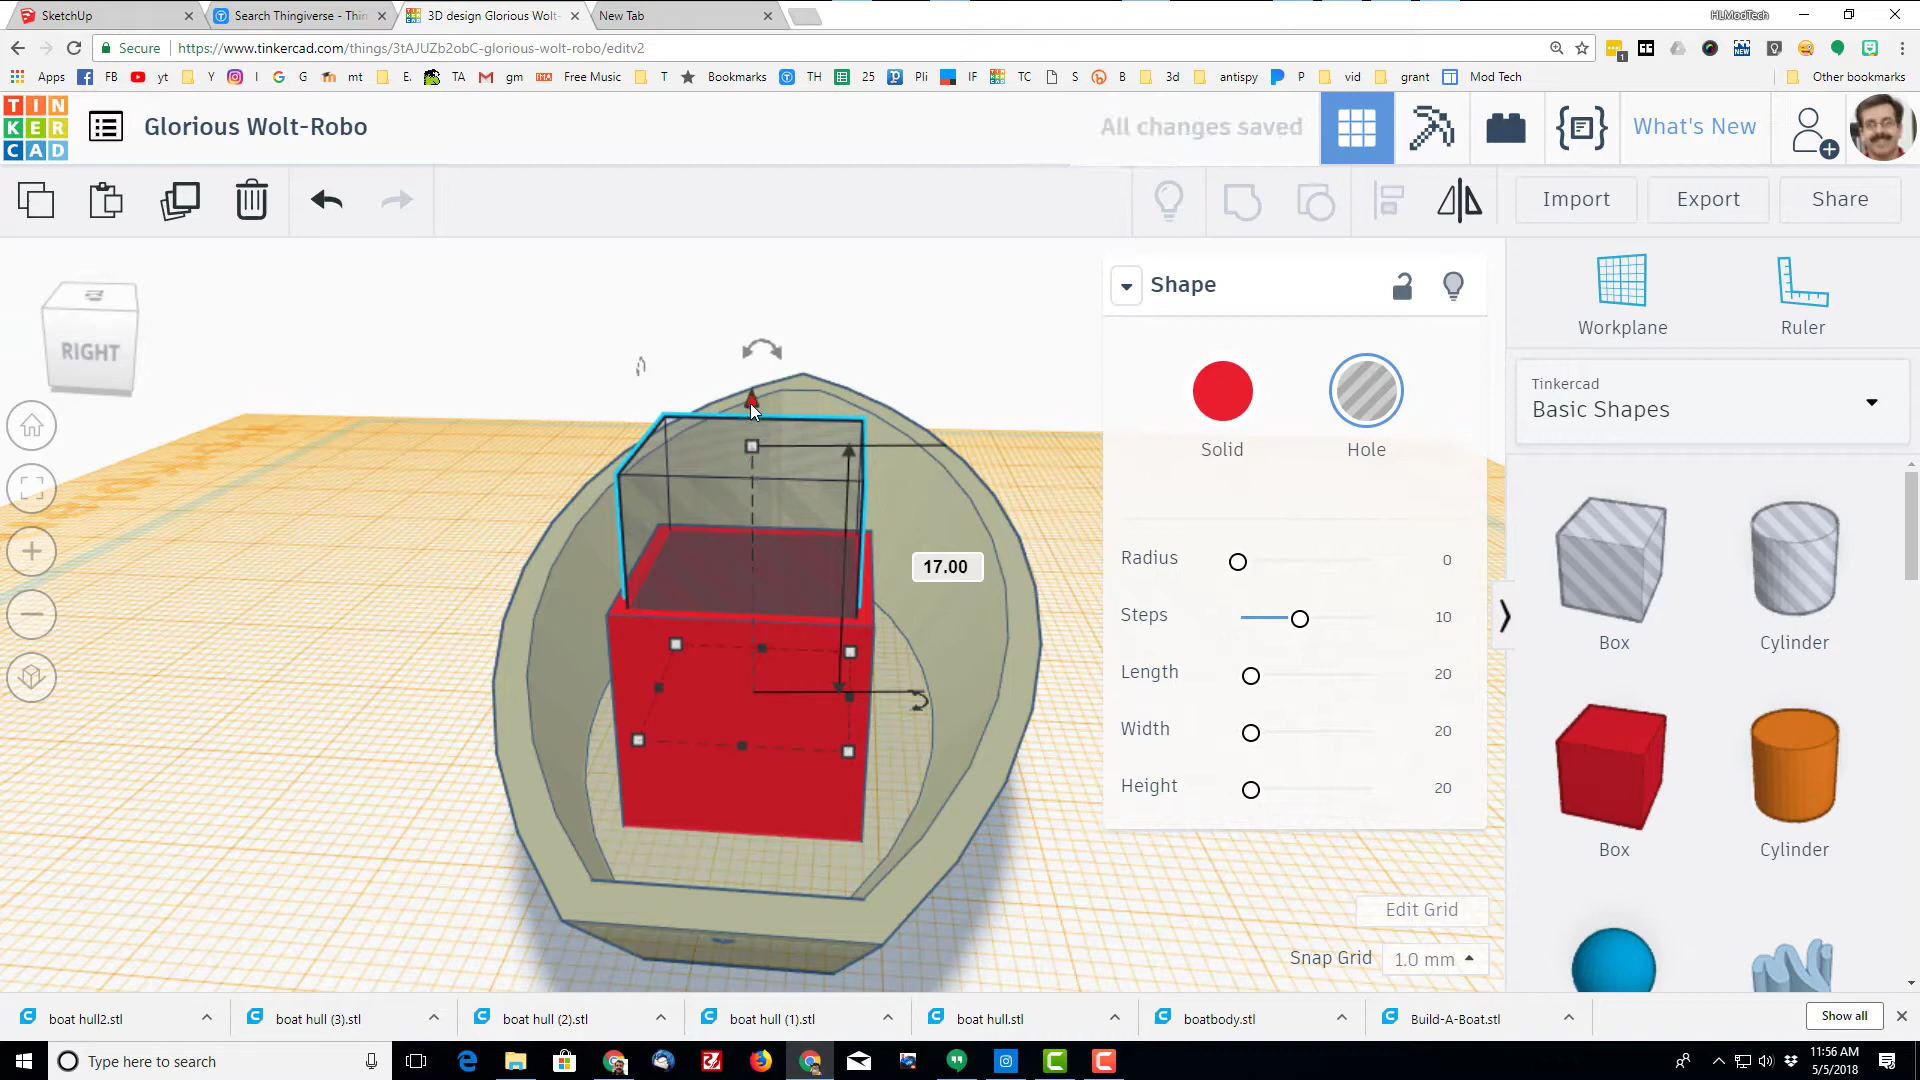 SketchUp
Search Thingiverse - Thin
3D design Glorious Wolt-
New Tab
HLModTech
Secure
https://www.tinkercad.com/things/3tAJUZb2obC-glorious-wolt-robo/editv2
Apps
FB
yt
Y
I
G
mt
E.
TA
gm
Free Music
T
Bookmarks
TH
25
Pli
IF
TC
S
B
3d
antispy
P
vid
grant
Mod Tech
Other bookmarks
TIN
KER
CAD
Glorious Wolt-Robo
All changes saved
What's New
Import
Export
Share
RIGHT
17.00
Shape
Solid
Hole
Radius
0
Steps
10
Length
20
Width
20
Height
20
Edit Grid
Snap Grid
1.0 mm
Workplane
Ruler
Tinkercad
Basic Shapes
Box
Cylinder
Box
Cylinder
boat hull2.stl
boat hull (3).stl
boat hull (2).stl
boat hull (1).stl
boat hull.stl
boatbody.stl
Build-A-Boat.stl
Show all
Type here to search
11:56 AM
5/5/2018